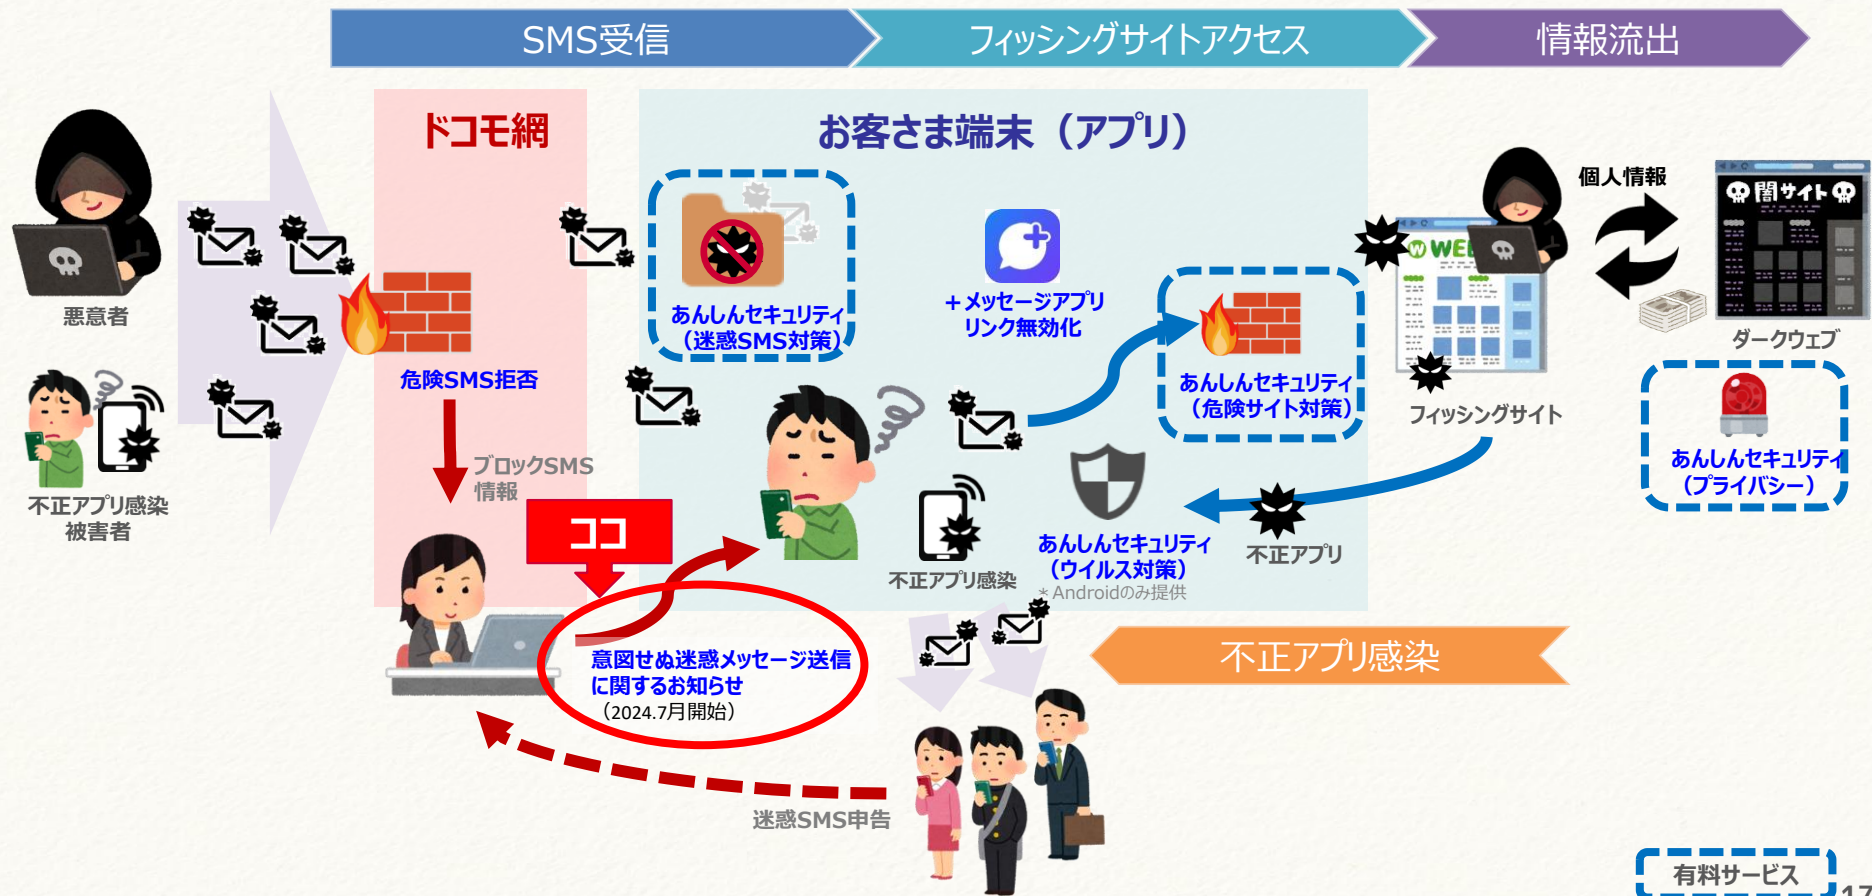 SMS受信
フィッシングサイトアクセス
情報流出
ドコモ網
お客さま端末（アプリ）
悪意者
不正アプリ感染
被害者
危険SMS拒否
ブロックSMS
情報
ココ
意図せぬ迷惑メッセージ送信
に関するお知らせ
（2024.7月開始）
あんしんセキュリティ
（迷惑SMS対策）
＋メッセージアプリ
リンク無効化
あんしんセキュリティ
（危険サイト対策）
不正アプリ感染
あんしんセキュリティ
（ウイルス対策）
＊Androidのみ提供
不正アプリ
W WEB
フィッシングサイト
個人情報
闇サイト
ダークウェブ
あんしんセキュリティ
（プライバシー）
不正アプリ感染
迷惑SMS申告
有料サービス